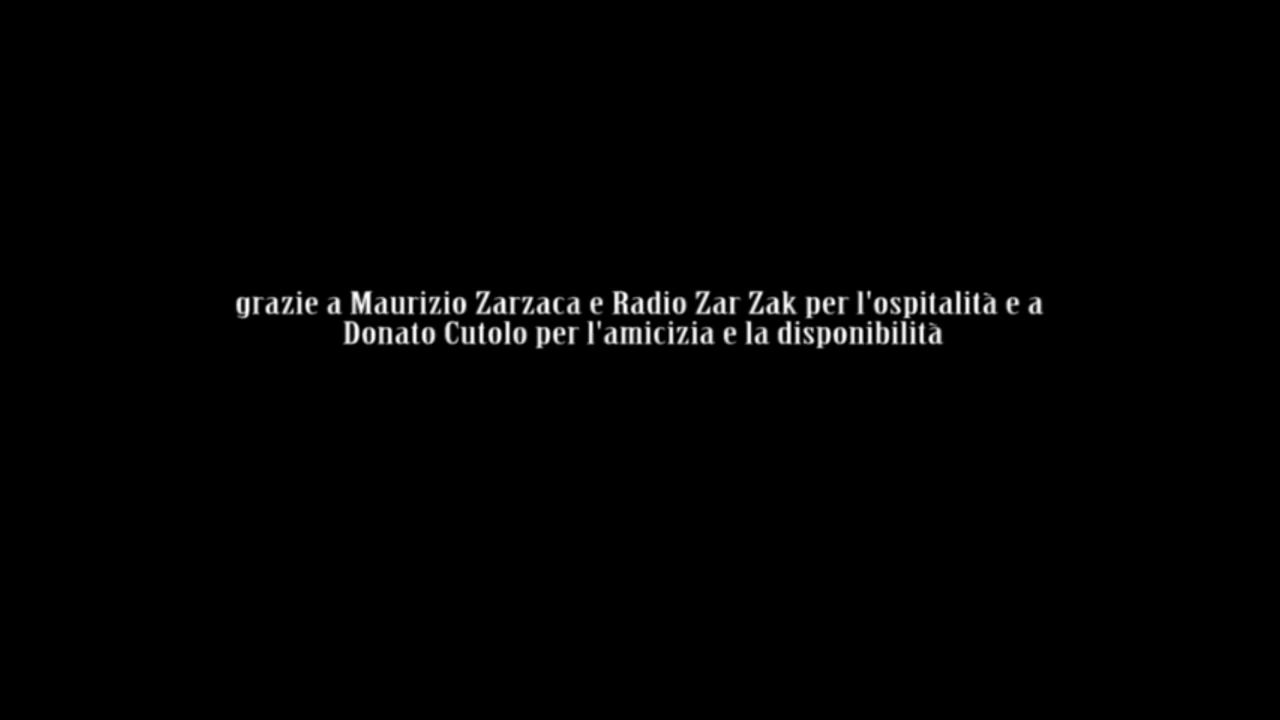 grazie a Maurizio Zarzaca e Radio Zar Zak per l'ospitalità e a
Donato Cutolo per l'amicizia e la disponibilità